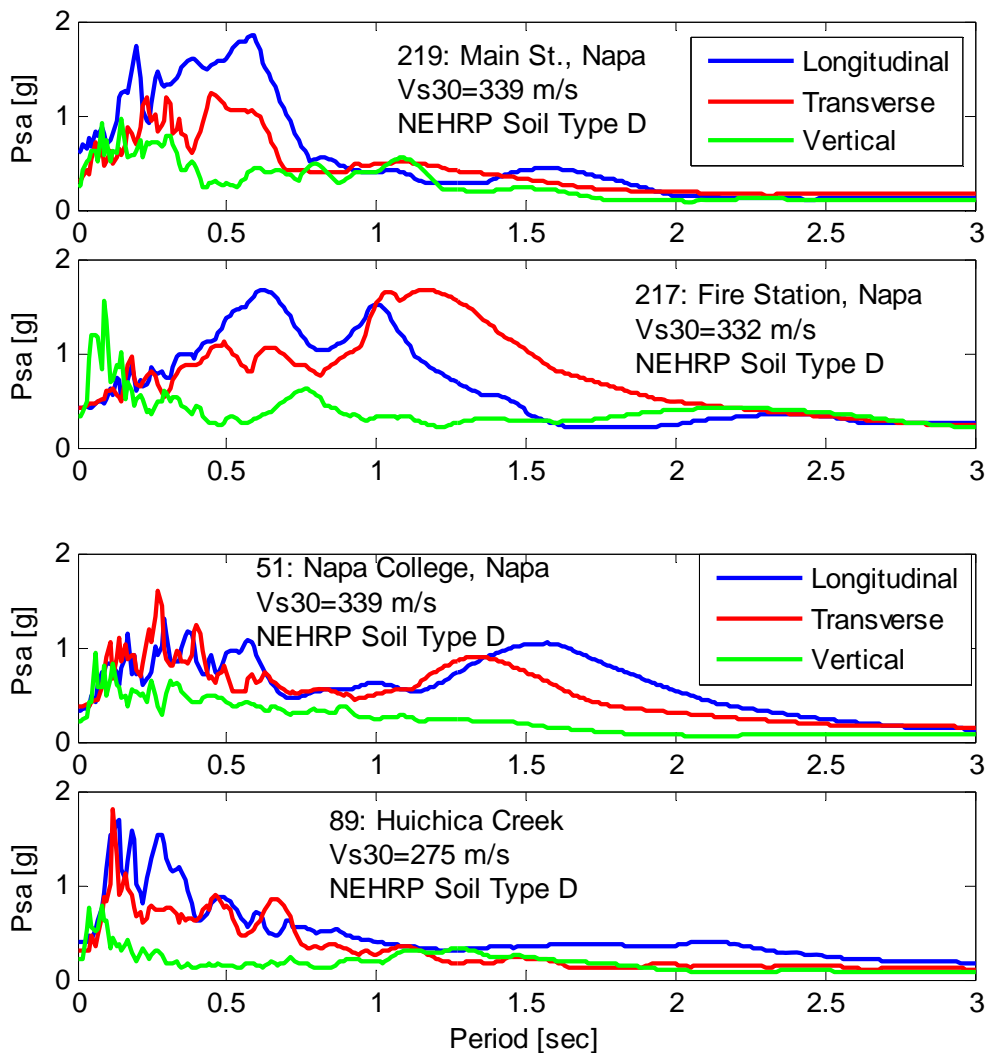 2
1
0
Psa [g]
219: Main St., Napa
Vs30=339 m/s
NEHRP Soil Type D
Longitudinal
Transverse
Vertical
0 0.5 1 1.5 2 2.5 3
2
1
0
Psa [g]
217: Fire Station, Napa
Vs30=332 m/s
NEHRP Soil Type D
0 0.5 1 1.5 2 2.5 3
2
1
0
Psa [g]
51: Napa College, Napa
Vs30=339 m/s
NEHRP Soil Type D
Longitudinal
Transverse
Vertical
0 0.5 1 1.5 2 2.5 3
2
1
0
Psa [g]
89: Huichica Creek
Vs30=275 m/s
NEHRP Soil Type D
0 0.5 1 1.5 2 2.5 3
Period [sec]